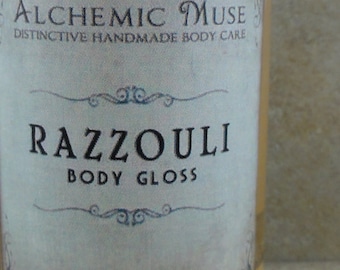 ALCHEMIC MUSE
DISTINCTIVE HANDMADE BODY CARE
RAZZOULI
BODY GLOSS